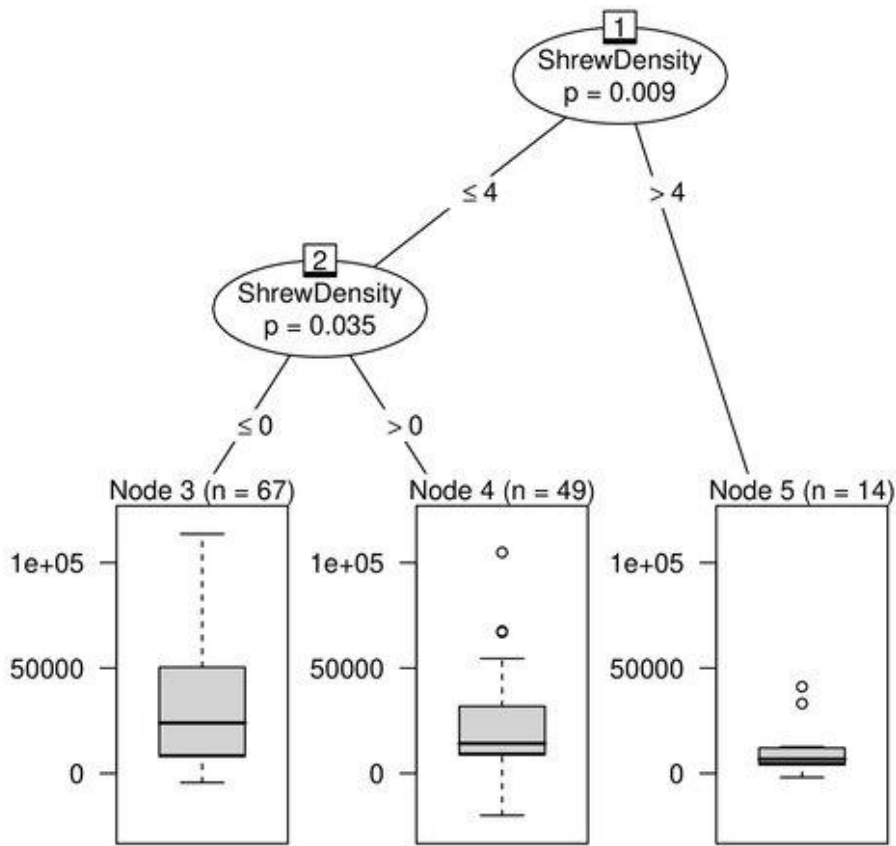 1
ShrewDensity
p = 0.009
≤ 4
> 4
2
ShrewDensity
p = 0.035
≤ 0
> 0
Node 3 (n = 67)
1e+05
50000
0
Node 4 (n = 49)
1e+05
50000
0
Node 5 (n = 14)
1e+05
50000
0